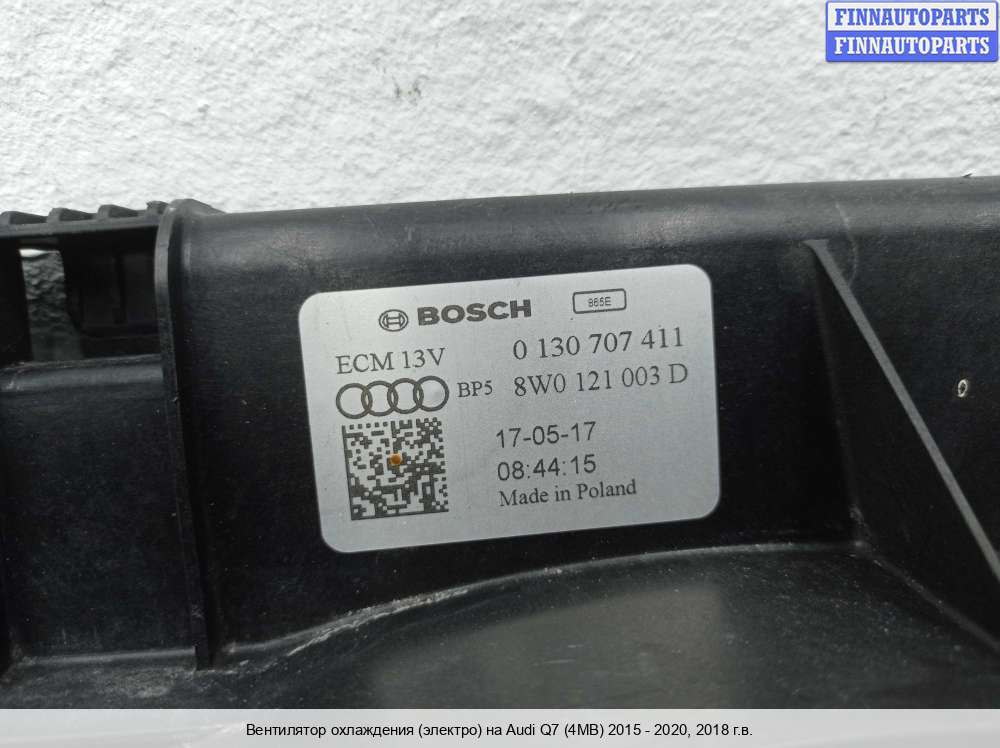 FINNAUTOPARTS
FINNAUTOPARTS
BOSCH 865E
ECM 13V 0 130 707 411
BP5 8W0 121 003 D
17-05-17
08:44:15
Made in Poland
Вентилятор охлаждения (электро) на Audi Q7 (4MB) 2015 - 2020, 2018 г.в.